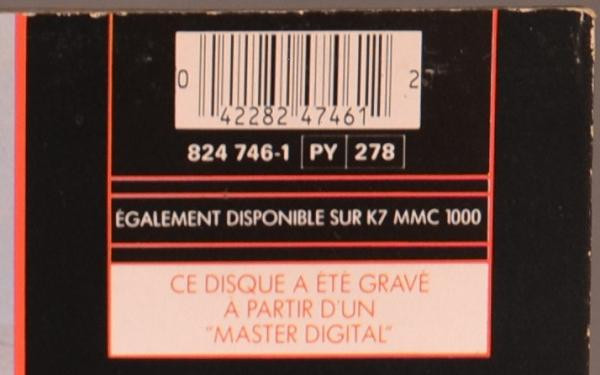 0 42282 47461 2
824 746-1 PY 278
ÉGALEMENT DISPONIBLE SUR K7 MMC 1000
CE DISQUE A ÉTÉ GRAVÉ
À PARTIR D'UN
"MASTER DIGITAL"